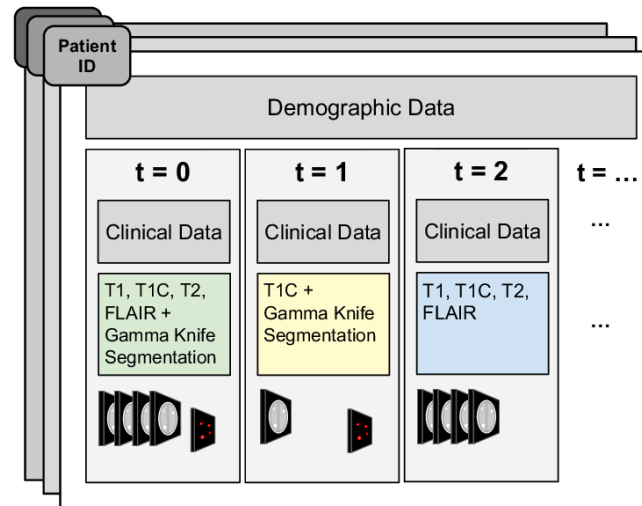 Patient
ID
Demographic Data
t = 0
t = 1
t = 2
t = ...
Clinical Data
Clinical Data
Clinical Data
...
T1, T1C, T2,
FLAIR +
Gamma Knife
Segmentation
T1C +
Gamma Knife
Segmentation
T1, T1C, T2,
FLAIR
...